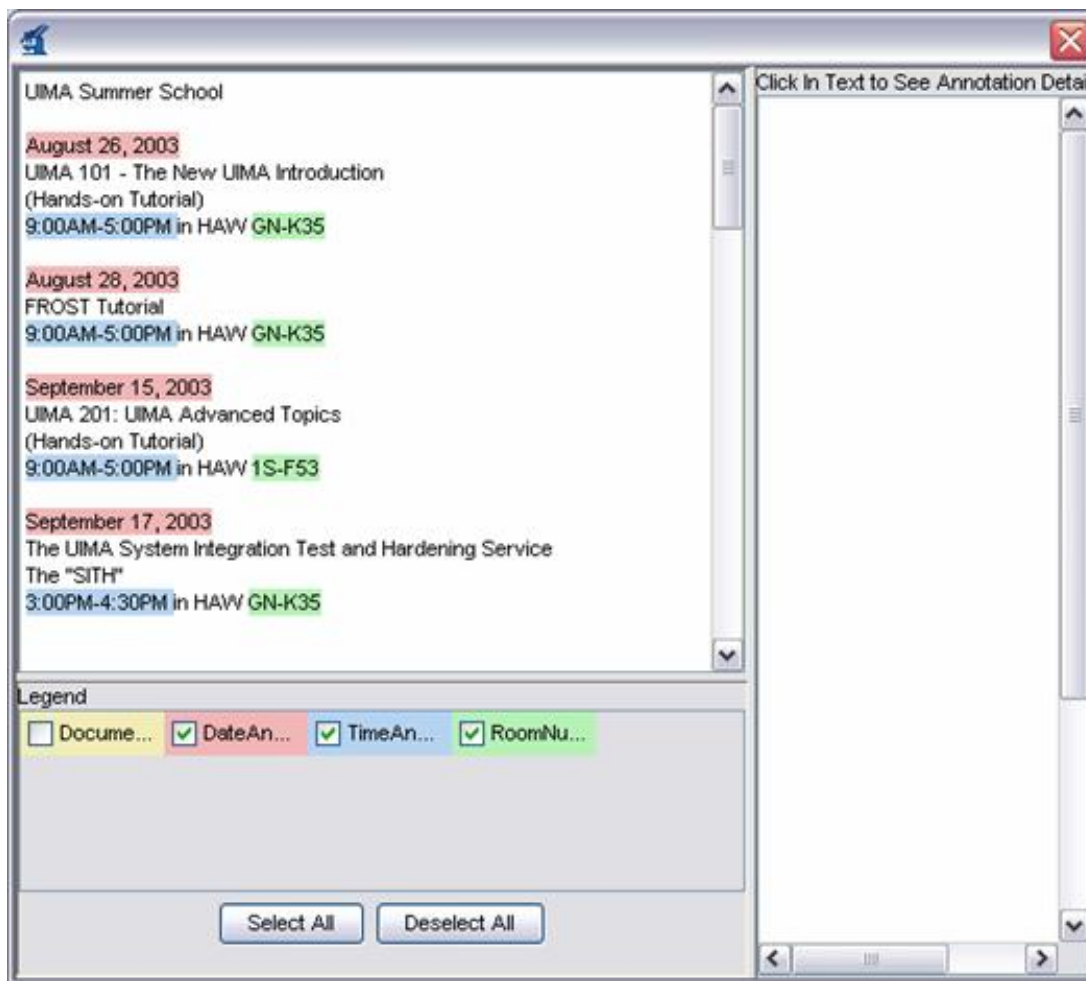 UIMA Summer School
August 26, 2003
UIMA 101 - The New UIMA Introduction
(Hands-on Tutorial)
9:00AM-5:00PM in HAW GN-K35
August 28, 2003
FROST Tutorial
9:00AM-5:00PM in HAW GN-K35
September 15, 2003
UIMA 201: UIMA Advanced Topics
(Hands-on Tutorial)
9:00AM-5:00PM in HAW 1S-F53
September 17, 2003
The UIMA System Integration Test and Hardening Service
The "SITH"
3:00PM-4:30PM in HAW GN-K35
Legend
Docume... DateAn... TimeAn... RoomNu...
Select All Deselect All
Click In Text to See Annotation Detai